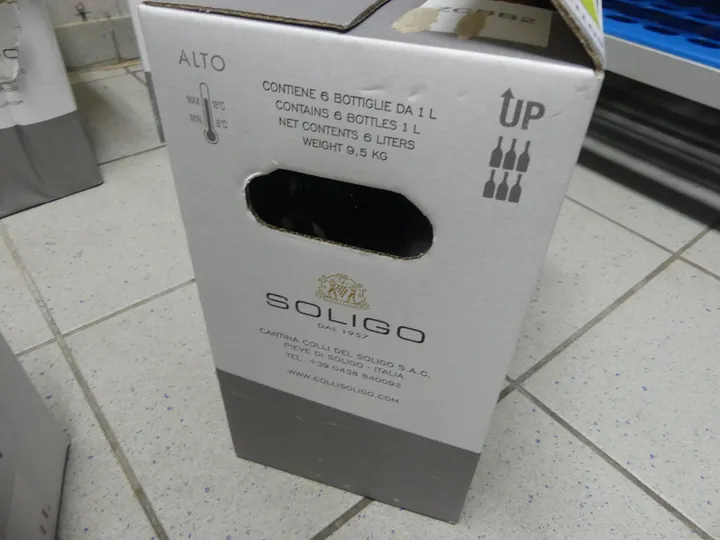 ALTO
MAX 18°C
MIN 8°C
CONTIENE 6 BOTTIGLIE DA 1 L
CONTAINS 6 BOTTLES 1 L
NET CONTENTS 6 LITERS
WEIGHT 9,5 KG
UP
SOLIGO
DAL 1957
CANTINA COLLI DEL SOLIGO S.A.C.
PIEVE DI SOLIGO - ITALIA
TEL. +39 0438 840092
WWW.COLLISOLIGO.COM